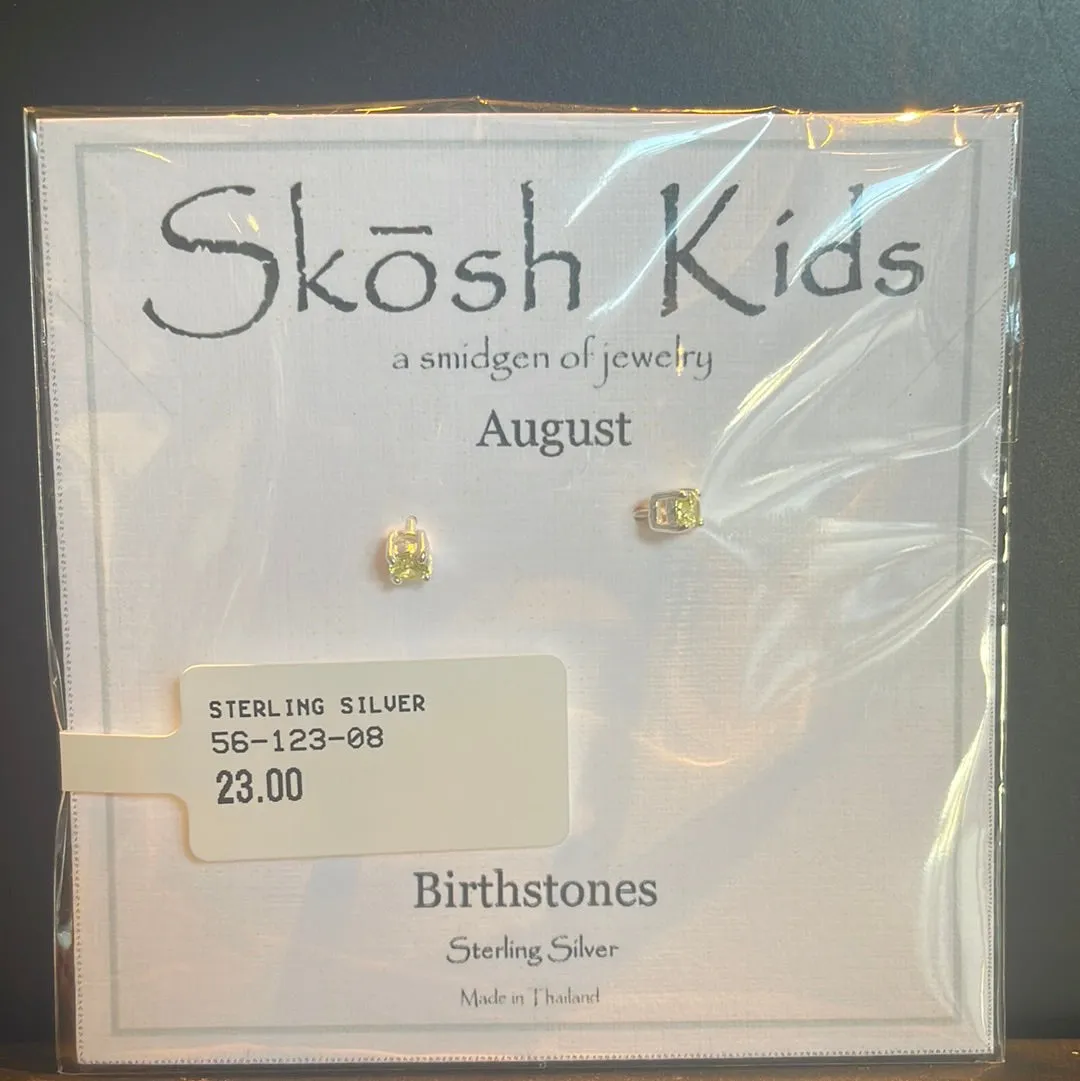 Skōsh Kids
a smidgen of jewelry
August
STERLING SILVER
56-123-08
23.00
Birthstones
Sterling Silver
Made in Thailand